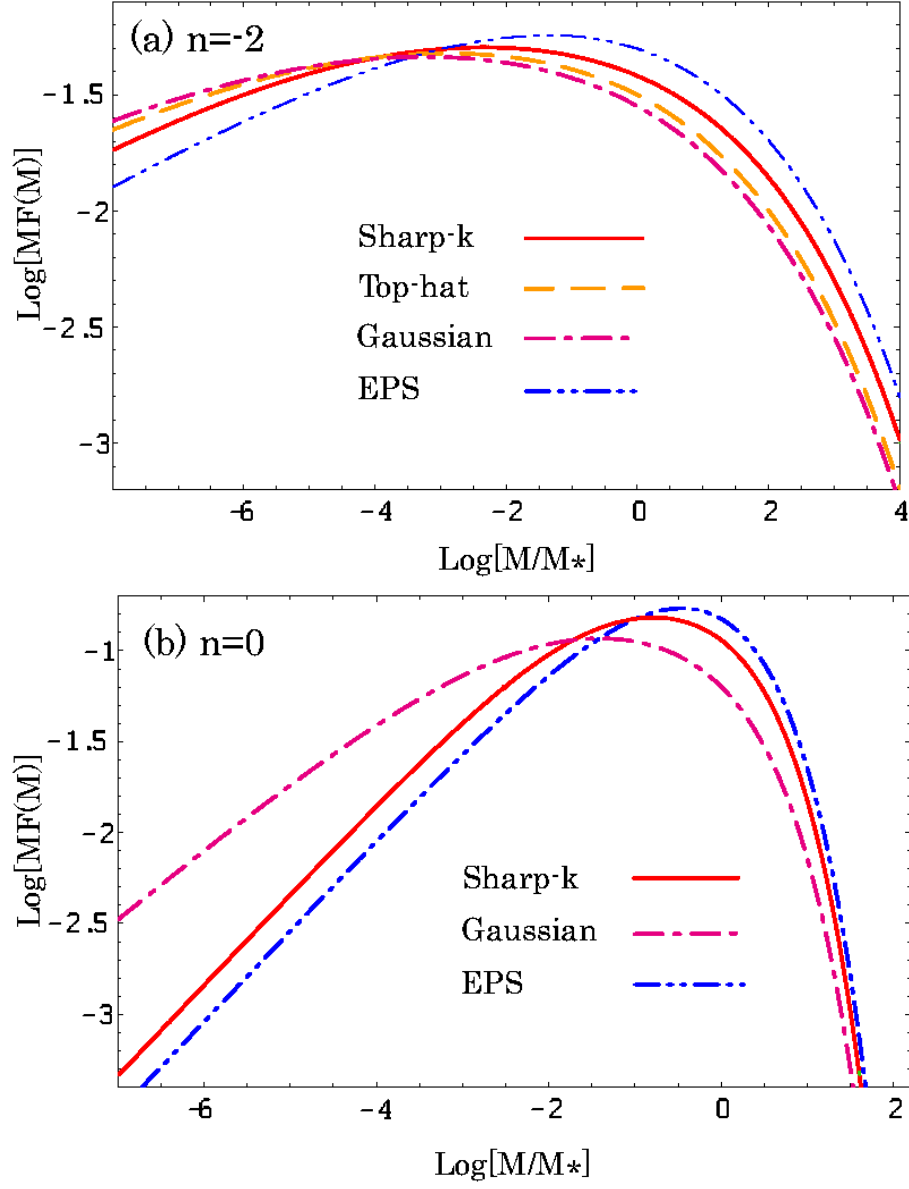 (a) n=-2
Log[MF(M)]
-1.5
-2
-2.5
-3
Sharp-k
Top-hat
Gaussian
EPS
-6 -4 -2 0 2 4
Log[M/M*]
(b) n=0
Log[MF(M)]
-1
-1.5
-2
-2.5
-3
Sharp-k
Gaussian
EPS
-6 -4 -2 0 2
Log[M/M*]